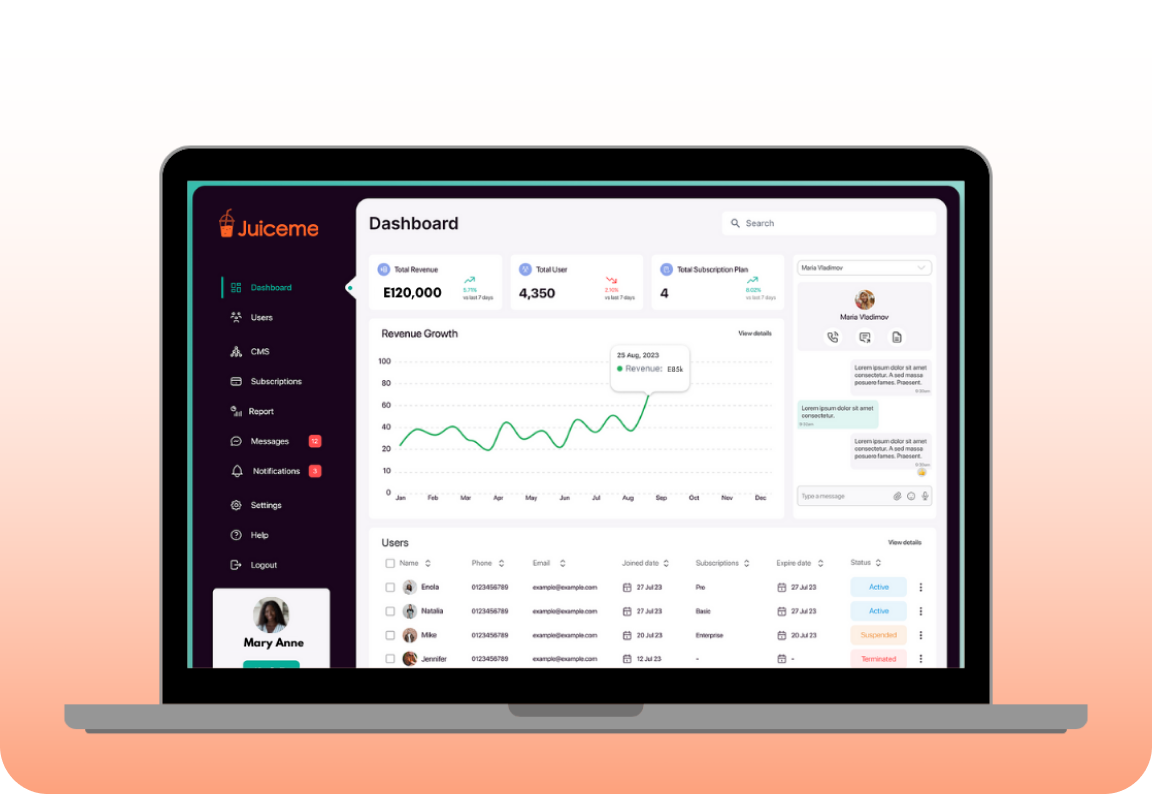 Juiceme
Dashboard
Users
CMS
Subscriptions
Report
Messages 12
Notifications 3
Settings
Help
Logout
Mary Anne
Dashboard
Search
Total Revenue
E120,000
5.71%
vs last 7 days
Total User
4,350
2.10%
vs last 7 days
Total Subscription Plan
4
6.02%
vs last 7 days
Revenue Growth
View details
100
80
60
40
20
10
0
25 Aug, 2023
Revenue: E85k
Jan Feb Mar Apr May Jun Jul Aug Sep Oct Nov Dec
Maria Vladimov
Maria Vladimov
Lorem ipsum dolor sit amet
consectetur. A sed massa
posuere fames. Praesent.
Lorem ipsum dolor sit amet
consectetur.
Lorem ipsum dolor sit amet
consectetur. A sed massa
posuere fames. Praesent.
Type a message
Users
View details
Name Phone Email Joined date Subscriptions Expire date Status
Enola 0123456789 example@example.com 27 Jul 23 Pro 27 Jul 23 Active
Natalia 0123456789 example@example.com 27 Jul 23 Basic 27 Jul 23 Active
Mike 0123456789 example@example.com 20 Jul 23 Enterprise 20 Jul 23 Suspended
Jennifer 0123456789 example@example.com 12 Jul 23 - - Terminated